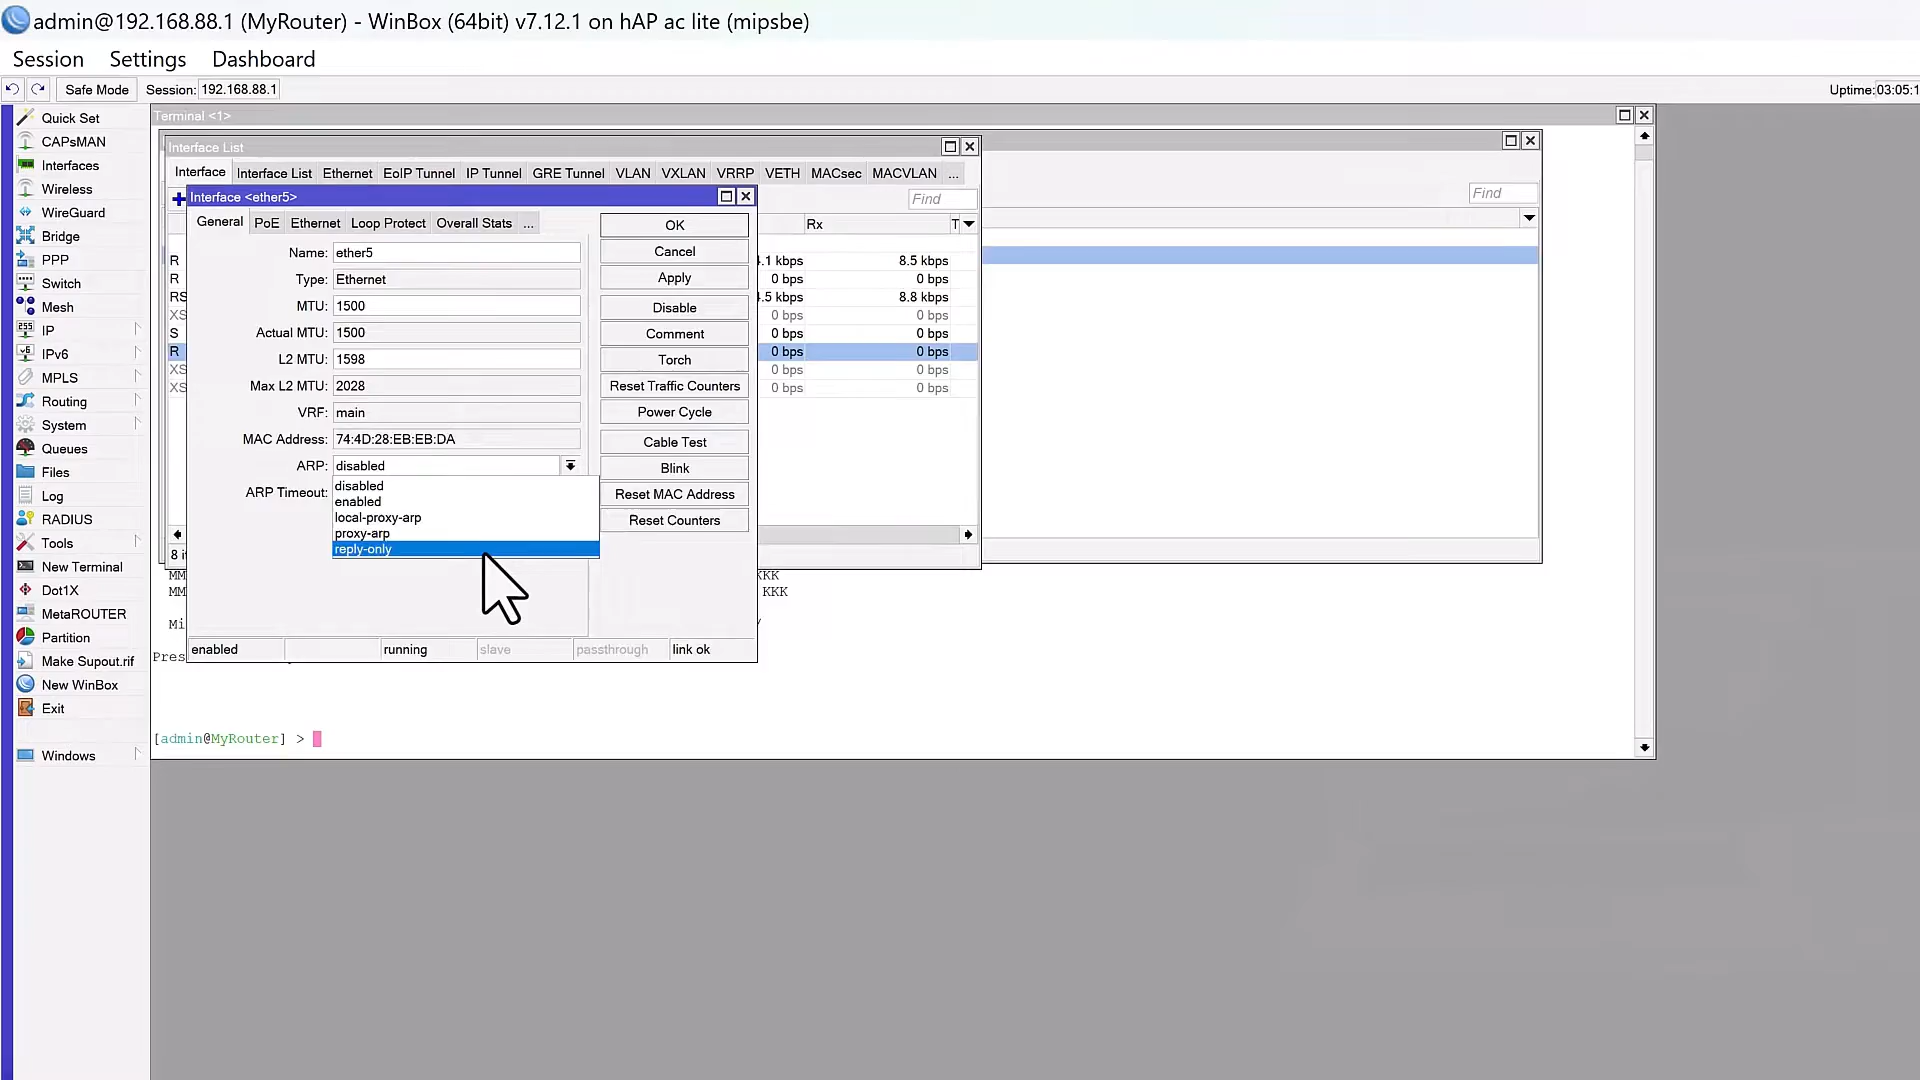 admin@192.168.88.1 (MyRouter) - WinBox (64bit) v7.12.1 on hAP ac lite (mipsbe)
Session Settings Dashboard
Safe Mode Session: 192.168.88.1 Uptime: 03:05:1
Quick Set
CAPsMAN
Interfaces
Wireless
WireGuard
Bridge
PPP
Switch
Mesh
IP
IPv6
MPLS
Routing
System
Queues
Files
Log
RADIUS
Tools
New Terminal
Dot1X
MetaROUTER
Partition
Make Supout.rif
New WinBox
Exit
Windows
Terminal <1>
Interface List
Interface Interface List Ethernet EoIP Tunnel IP Tunnel GRE Tunnel VLAN VXLAN VRRP VETH MACsec MACVLAN ...
Find
Find
Rx T
R 8.5 kbps
R 0 bps 0 bps
RS .5 kbps 8.8 kbps
XS 0 bps 0 bps
S 0 bps 0 bps
R 0 bps 0 bps
XS 0 bps 0 bps
XS 0 bps 0 bps
Interface <ether5>
General PoE Ethernet Loop Protect Overall Stats ...
Name: ether5
Type: Ethernet
MTU: 1500
Actual MTU: 1500
L2 MTU: 1598
Max L2 MTU: 2028
VRF: main
MAC Address: 74:4D:28:EB:EB:DA
ARP: disabled
ARP Timeout:
disabled
enabled
local-proxy-arp
proxy-arp
reply-only
OK
Cancel
Apply
Disable
Comment
Torch
Reset Traffic Counters
Power Cycle
Cable Test
Blink
Reset MAC Address
Reset Counters
enabled running slave passthrough link ok
MM KKK
MM KKK
Mi
Pres
[admin@MyRouter] >